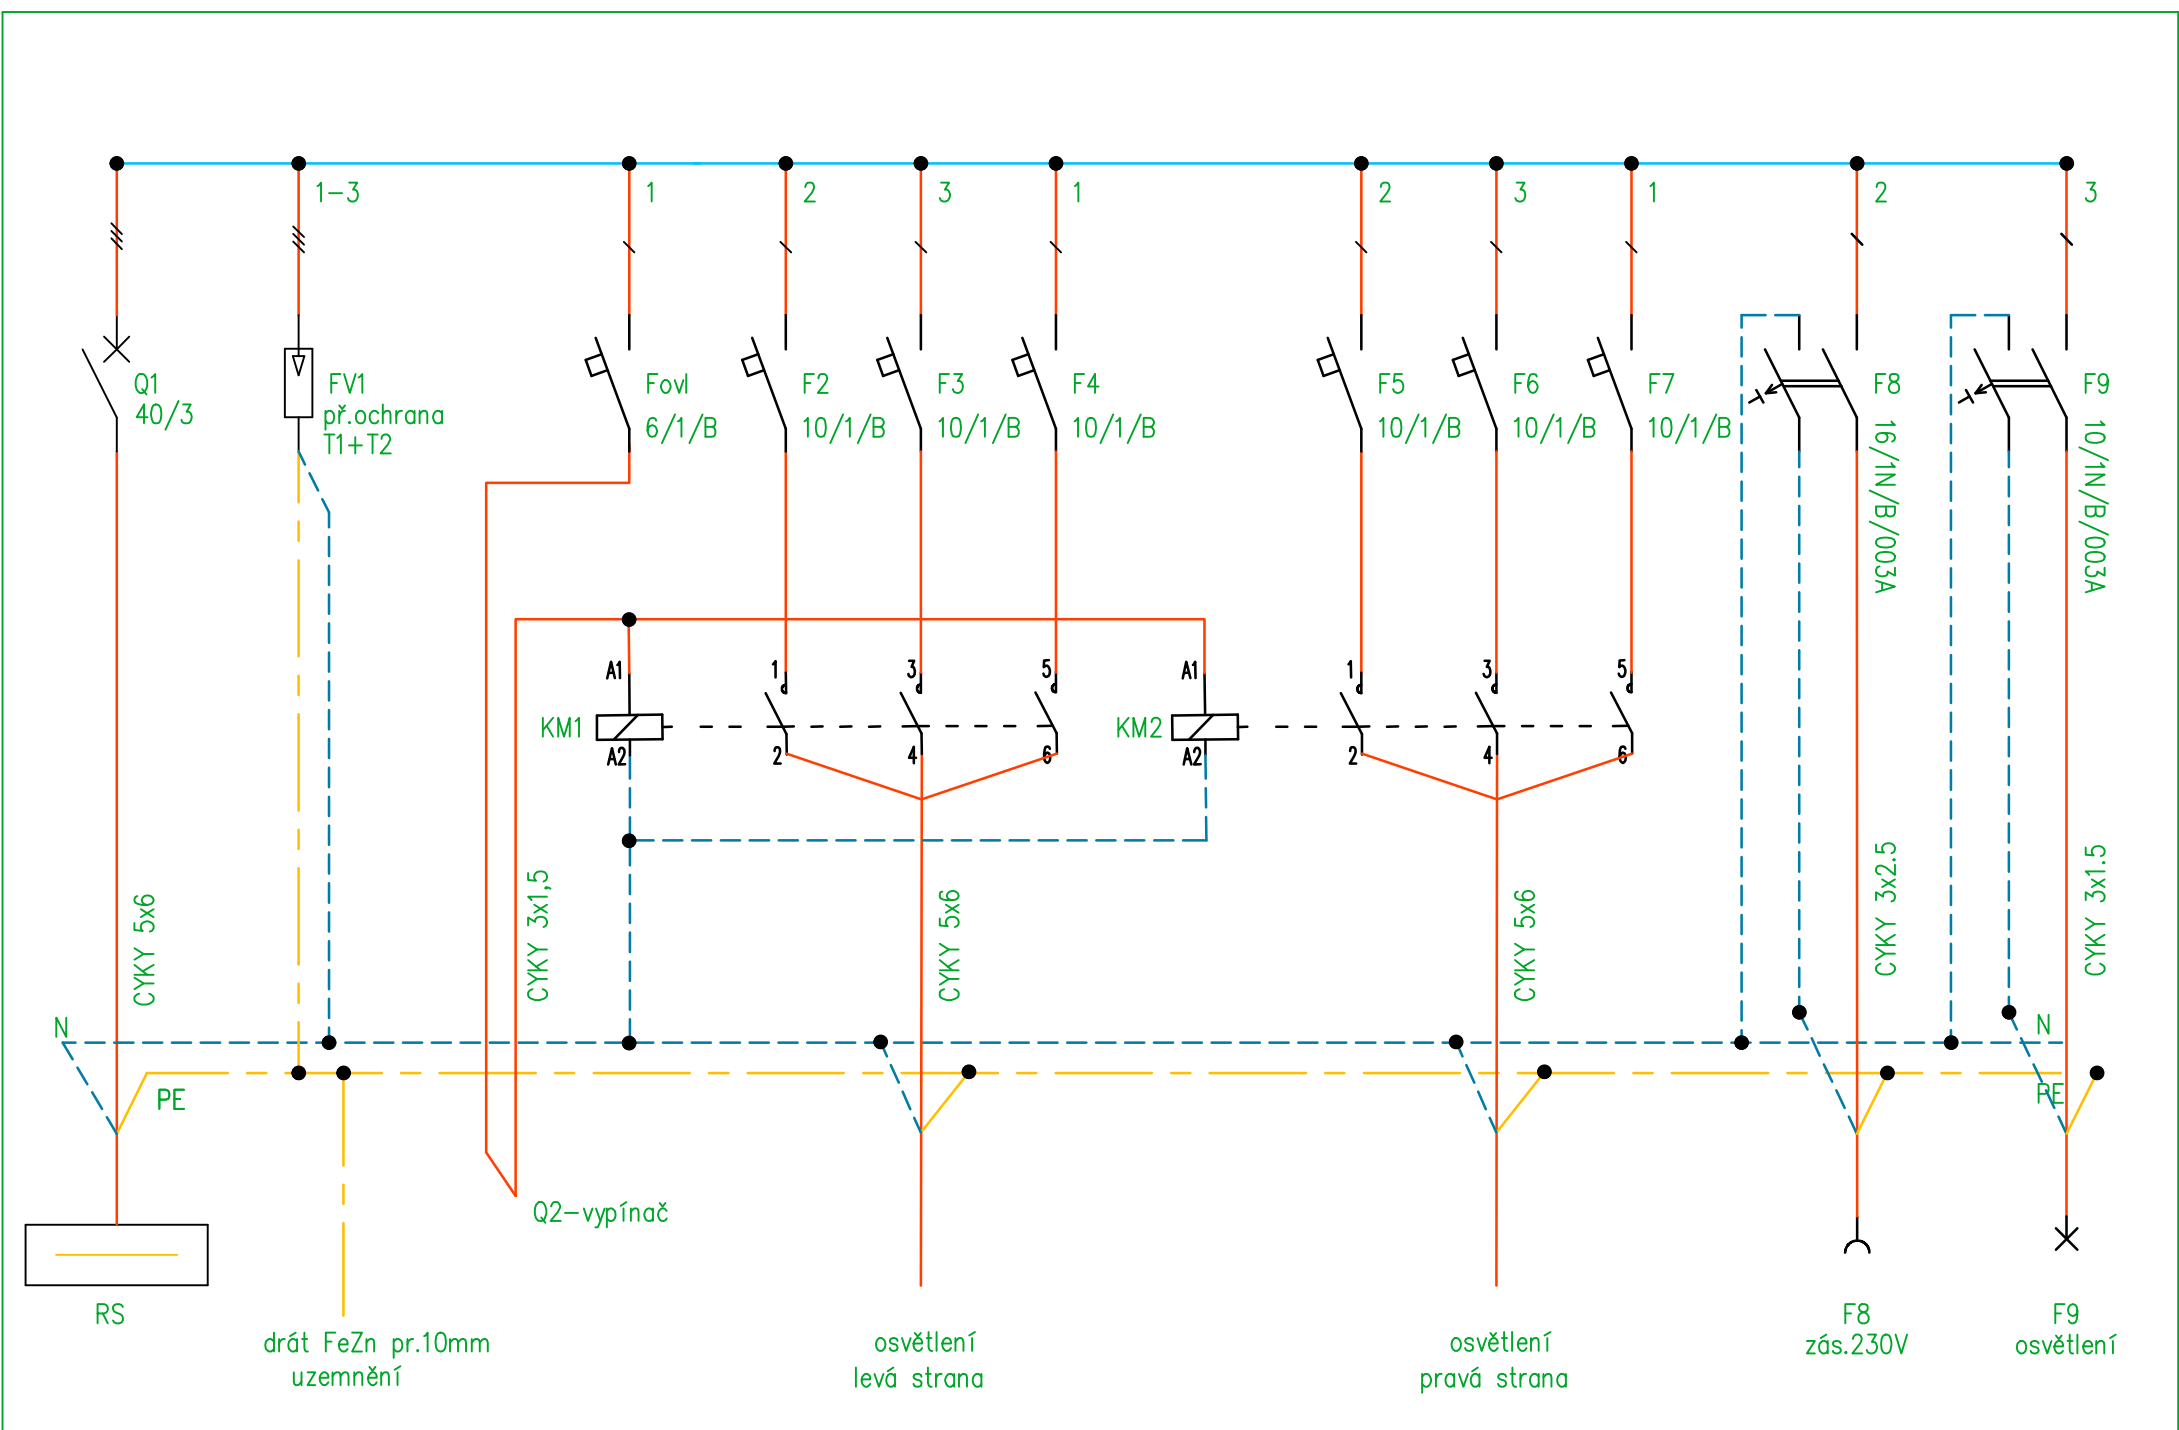 1-3
1
2
3
1
2
3
1
2
3
Q1
40/3
FV1
př.ochrana
T1+T2
Fovl
6/1/B
F2
10/1/B
F3
10/1/B
F4
10/1/B
F5
10/1/B
F6
10/1/B
F7
10/1/B
F8
16/1N/B/003A
F9
10/1N/B/003A
A1
KM1
A2
1
3
5
2
4
6
A1
KM2
A2
1
3
5
2
4
6
CYKY 5x6
CYKY 3x1,5
CYKY 5x6
CYKY 5x6
CYKY 3x2.5
CYKY 3x1.5
N
PE
N
PE
Q2-vypínač
RS
drát FeZn pr.10mm
uzemnění
osvětlení
levá strana
osvětlení
pravá strana
F8
zás.230V
F9
osvětlení